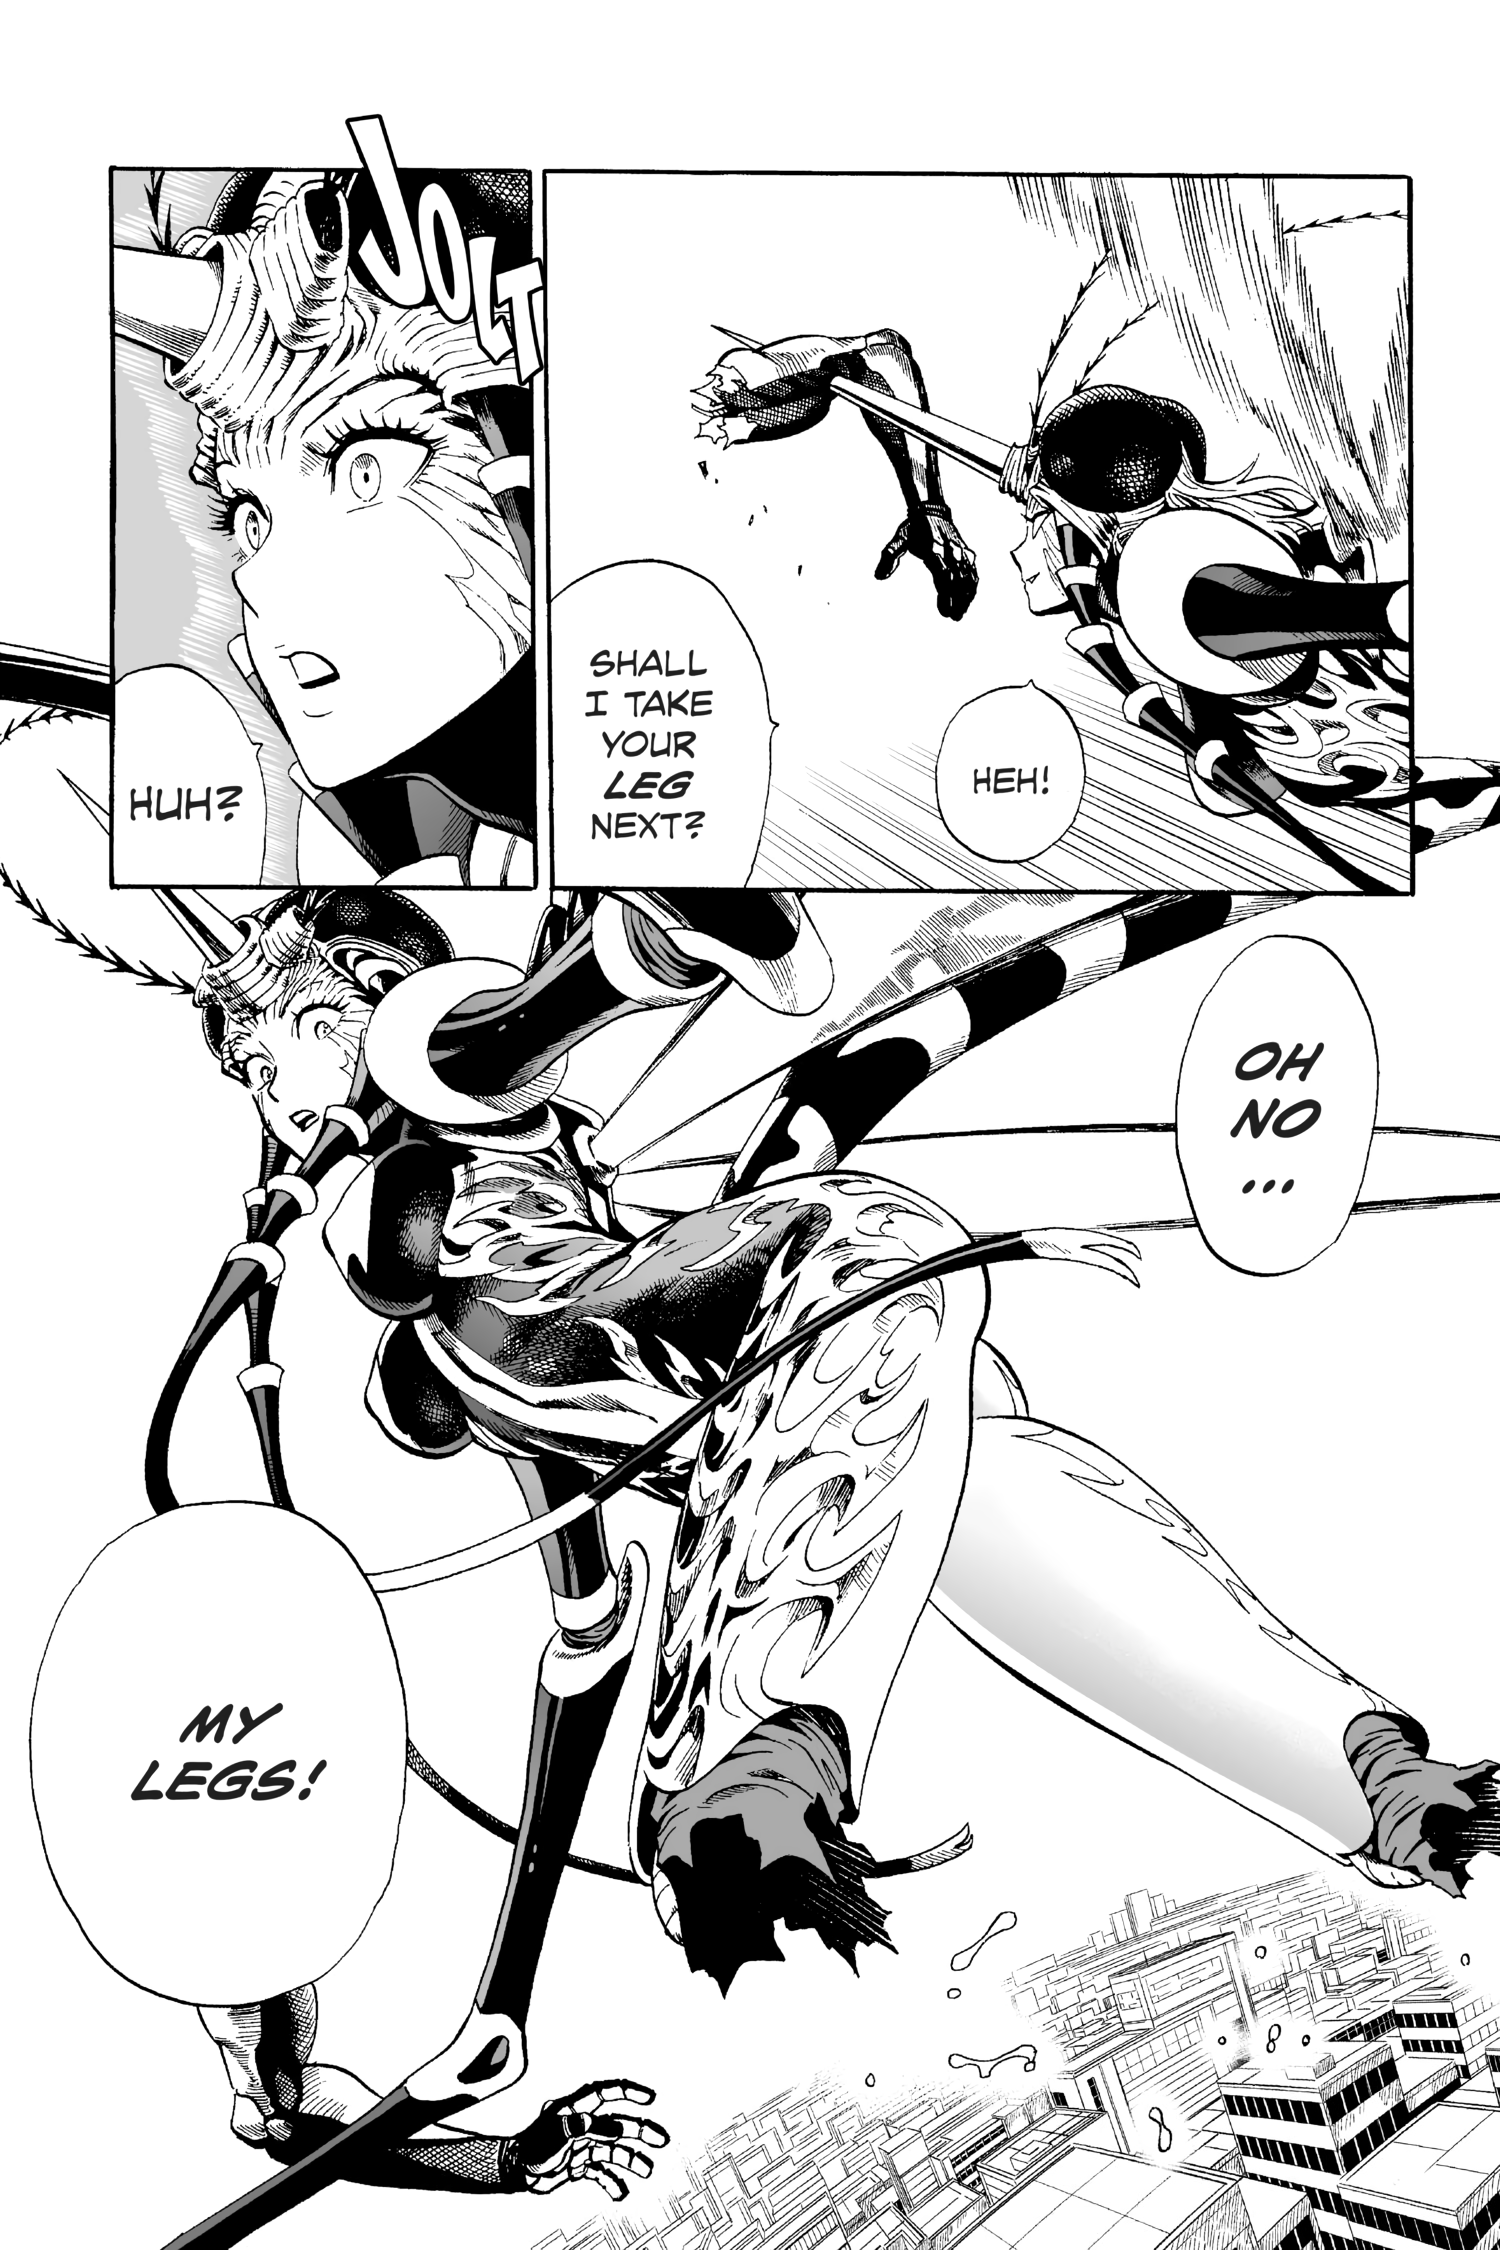 HEH!
SHALL
I TAKE
YOUR
LEG
NEXT?
JOLT
HUH?
OH
NO
...
MY
LEGS!